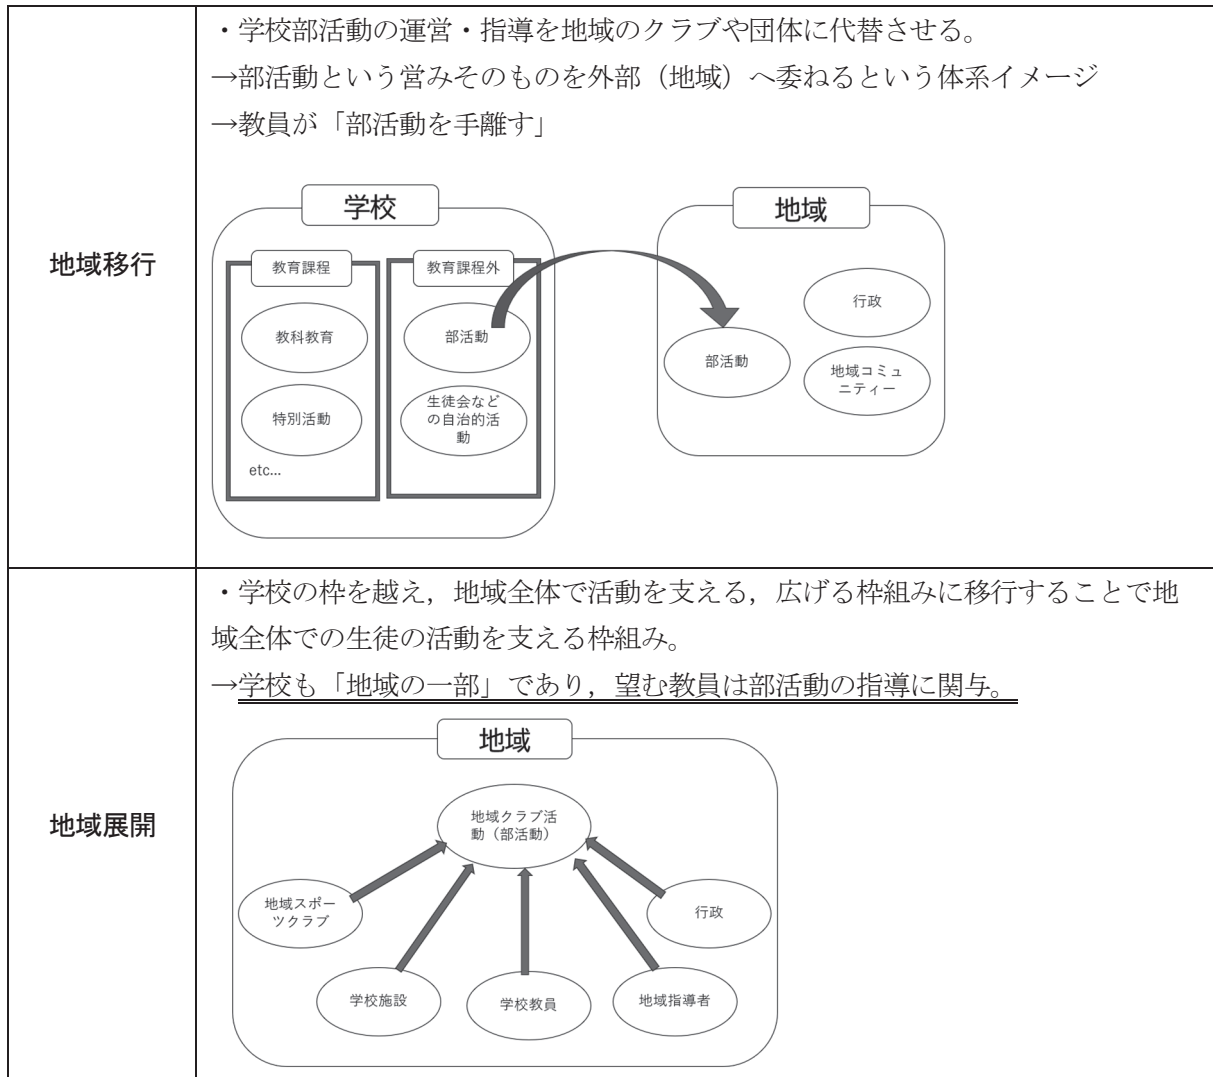 地域移行
・学校部活動の運営・指導を地域のクラブや団体に代替させる。
→部活動という営みそのものを外部（地域）へ委ねるという体系イメージ
→教員が「部活動を手離す」
学校
教育課程
教科教育
特別活動
etc...
教育課程外
部活動
生徒会など
の自治的活
動
地域
部活動
行政
地域コミュ
ニティー
地域展開
・学校の枠を越え，地域全体で活動を支える，広げる枠組みに移行することで地
域全体での生徒の活動を支える枠組み。
→学校も「地域の一部」であり，望む教員は部活動の指導に関与。
地域
地域クラブ活
動（部活動）
地域スポー
ツクラブ
学校施設
学校教員
地域指導者
行政